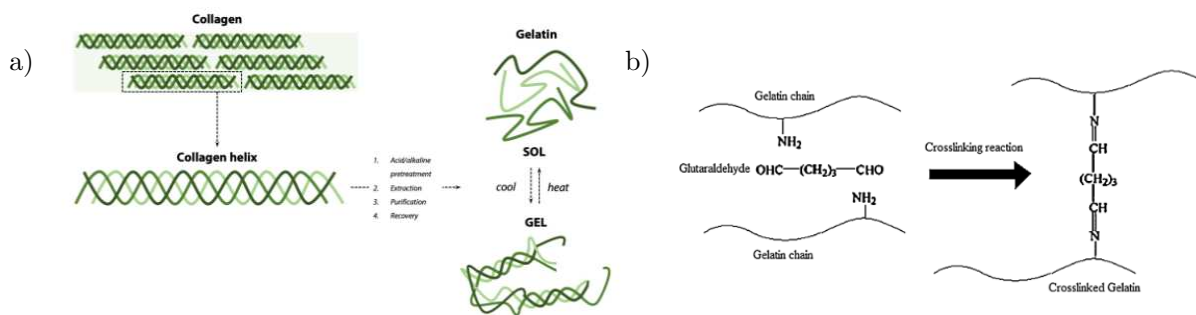 a)
Collagen
Collagen helix
1. Acid/alkaline
pretreatment
2. Extraction
3. Purification
4. Recovery
Gelatin
SOL
cool heat
GEL
b)
Gelatin chain
NH₂
Glutaraldehyde OHC—(CH₂)₃—CHO
NH₂
Gelatin chain
Crosslinking reaction
N
CH
(CH₂)₃
CH
N
Crosslinked Gelatin